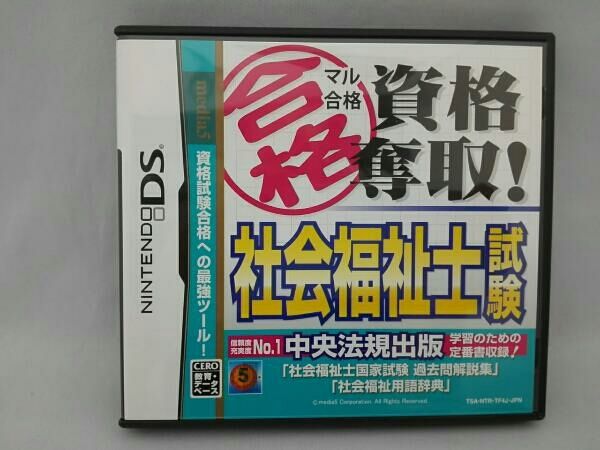 NINTENDO DS
media5
資格試験合格への最強ツール!
CERO
教育・
データ
ベース
合格
マル
合格
資格
奪取!
社会福祉士
試験
信頼度
充実度
No.1
中央法規出版
学習のための
定番書収録!
「社会福祉士国家試験 過去問解説集」
「社会福祉用語辞典」
5
© media5 Corporation. All Rights Reserved.
TSA-NTR-TF4J-JPN